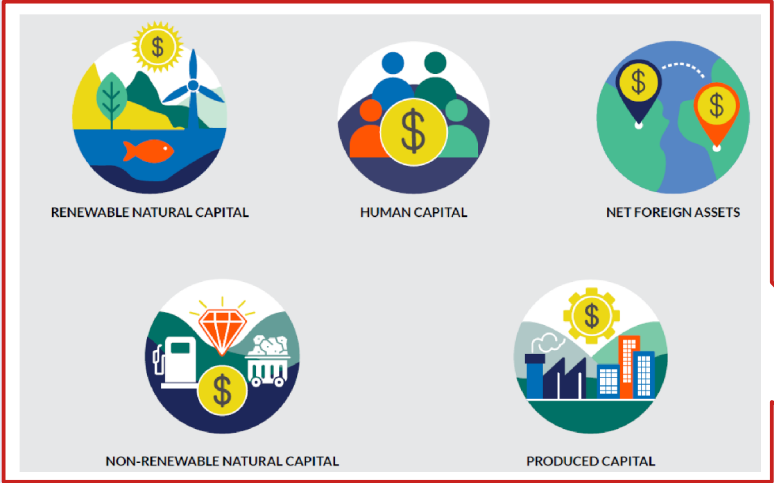 $
$
$
$
RENEWABLE NATURAL CAPITAL
HUMAN CAPITAL
NET FOREIGN ASSETS
$
$
NON-RENEWABLE NATURAL CAPITAL
PRODUCED CAPITAL